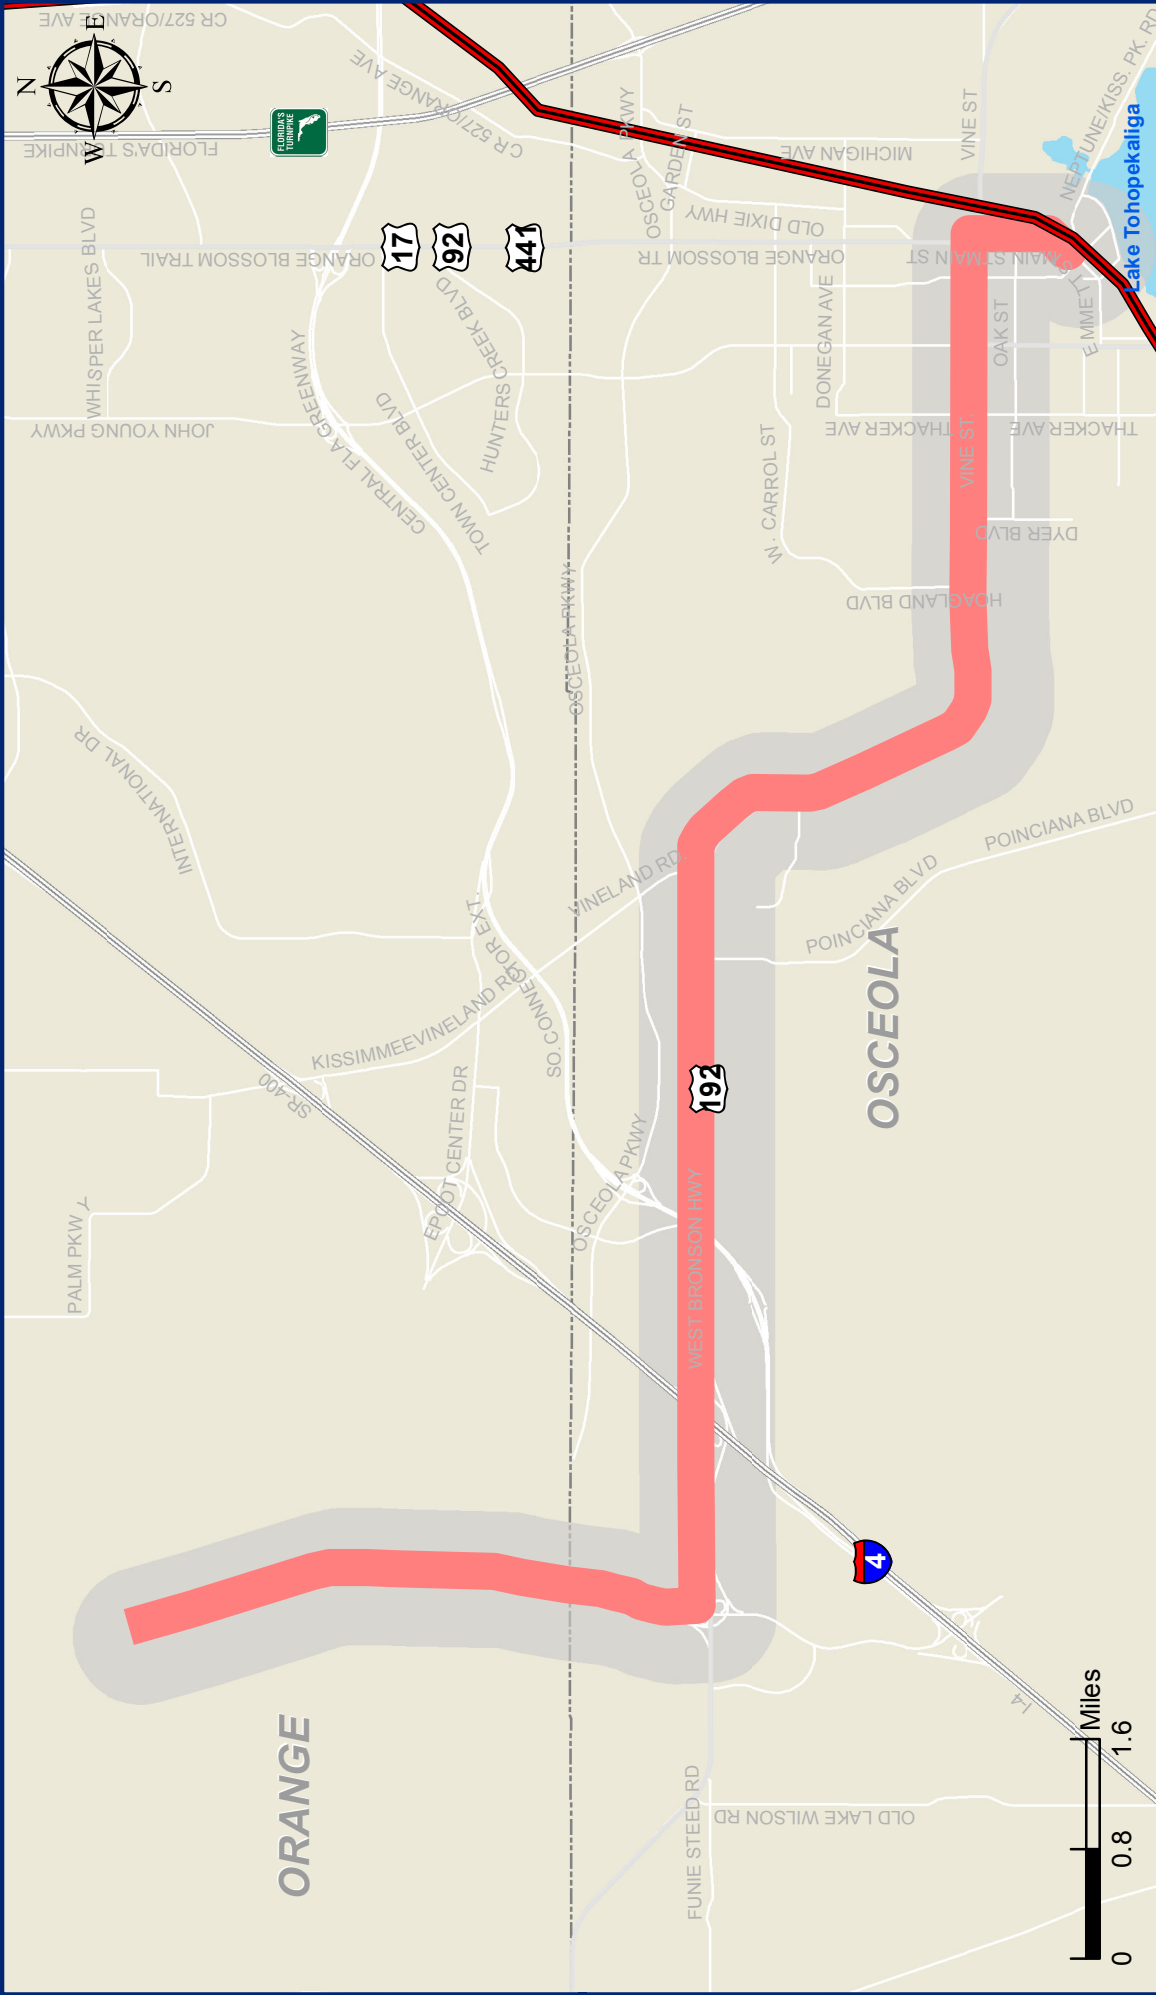 CR 527/ORANGE AVE
N
E
S
W
FLORIDA'S TURNPIKE
FLORIDA'S
TURNPIKE
CR 527/ORANGE AVE
OSCEOLA PKWY
GARDEN ST
MICHIGAN AVE
VINE ST
NEPTUNE/KISS. PK. RD
Lake Tohopekaliga
WHISPER LAKES BLVD
ORANGE BLOSSOM TRAIL
17
92
441
OLD DIXIE HWY
ORANGE BLOSSOM TR
MAIN ST
MAIN ST
EMMETT ST
JOHN YOUNG PKWY
CENTRAL FLA GREENWAY
TOWN CENTER BLVD
HUNTERS CREEK BLVD
DONEGAN AVE
OAK ST
THACKER AVE
THACKER AVE
W. CARROL ST
VINE ST.
DYER BLVD
HOAGLAND BLVD
OSCEOLA PKWY
INTERNATIONAL DR
VINELAND RD.
POINCIANA BLVD
POINCIANA BLVD
SO. CONNECTOR EXT.
KISSIMMEEVINELAND RD
SR-400
EPCOT CENTER DR
OSCEOLA PKWY
192
WEST BRONSON HWY
OSCEOLA
PALM PKWY
4
I-4
ORANGE
FUNIE STEED RD
OLD LAKE WILSON RD
Miles
0 0.8 1.6